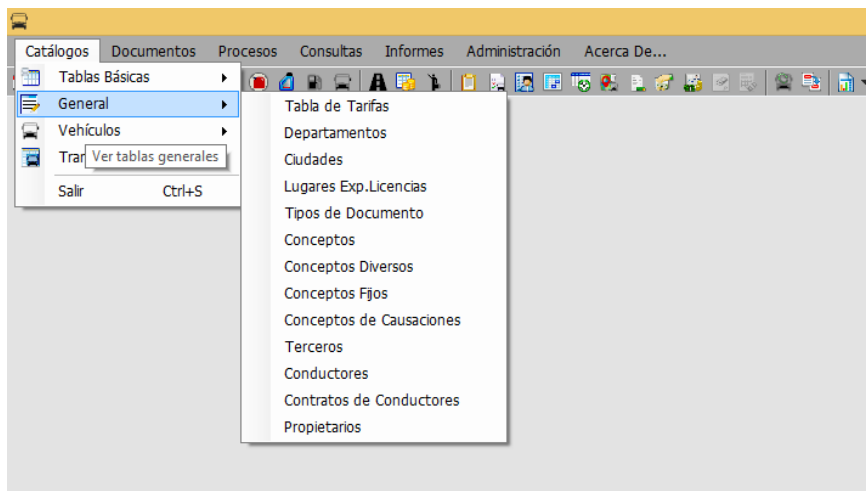 Catálogos Documentos Procesos Consultas Informes Administración Acerca De...
Tablas Básicas
General
Vehículos
Ver tablas generales
Salir Ctrl+S
Tabla de Tarifas
Departamentos
Ciudades
Lugares Exp.Licencias
Tipos de Documento
Conceptos
Conceptos Diversos
Conceptos Fijos
Conceptos de Causaciones
Terceros
Conductores
Contratos de Conductores
Propietarios